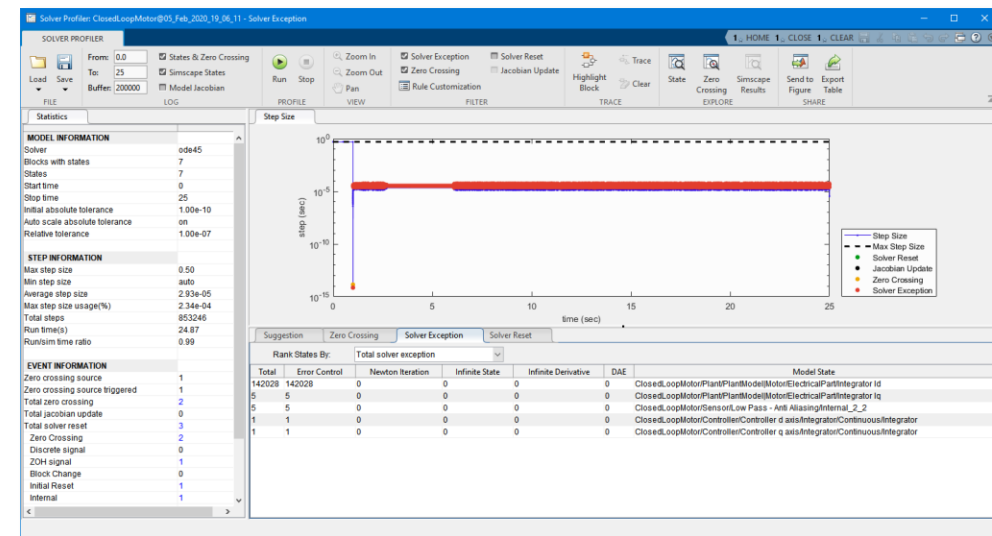 Solver Profiler: ClosedLoopMotor@05_Feb_2020_19_06_11 - Solver Exception
SOLVER PROFILER
1_ HOME 1_ CLOSE 1_ CLEAR
From: 0.0 States & Zero Crossing Zoom In Solver Exception Solver Reset Trace
To: 25 Simscape States Zoom Out Zero Crossing Jacobian Update
Load Save Buffer: 200000 Model Jacobian Run Stop Pan Rule Customization Highlight Block Clear State Zero Crossing Simscape Results Send to Figure Export Table
FILE LOG PROFILE VIEW FILTER TRACE EXPLORE SHARE
Statistics
MODEL INFORMATION
Solver ode45
Blocks with states 7
States 7
Start time 0
Stop time 25
Initial absolute tolerance 1.00e-10
Auto scale absolute tolerance on
Relative tolerance 1.00e-07
STEP INFORMATION
Max step size 0.50
Min step size auto
Average step size 2.93e-05
Max step size usage(%) 2.34e-04
Total steps 853246
Run time(s) 24.87
Run/sim time ratio 0.99
EVENT INFORMATION
Zero crossing source 1
Zero crossing source triggered 1
Total zero crossing 2
Total jacobian update 0
Total solver reset 3
Zero Crossing 2
Discrete signal 0
ZOH signal 1
Block Change 0
Initial Reset 1
Internal 1
Step Size
10^0
10^-5
10^-10
10^-15
step (sec)
0 5 10 15 20 25
time (sec)
Step Size
Max Step Size
Solver Reset
Jacobian Update
Zero Crossing
Solver Exception
Suggestion Zero Crossing Solver Exception Solver Reset
Rank States By: Total solver exception
Total Error Control Newton Iteration Infinite State Infinite Derivative DAE Model State
142028 142028 0 0 0 0 ClosedLoopMotor/Plant/PlantModel|Motor/ElectricalPart/Integrator Id
5 5 0 0 0 0 ClosedLoopMotor/Plant/PlantModel|Motor/ElectricalPart/Integrator Iq
5 5 0 0 0 0 ClosedLoopMotor/Sensor/Low Pass - Anti Aliasing/Internal_2_2
1 1 0 0 0 0 ClosedLoopMotor/Controller/Controller d axis/Integrator/Continuous/Integrator
1 1 0 0 0 0 ClosedLoopMotor/Controller/Controller q axis/Integrator/Continuous/Integrator